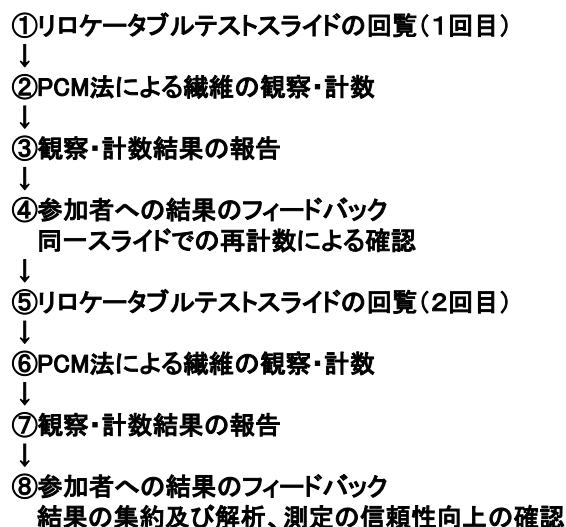 ①リロケータブルテストスライドの回覧（１回目）
↓
②PCM法による繊維の観察・計数
↓
③観察・計数結果の報告
↓
④参加者への結果のフィードバック
同一スライドでの再計数による確認
↓
⑤リロケータブルテストスライドの回覧（２回目）
↓
⑥PCM法による繊維の観察・計数
↓
⑦観察・計数結果の報告
↓
⑧参加者への結果のフィードバック
結果の集約及び解析、測定の信頼性向上の確認